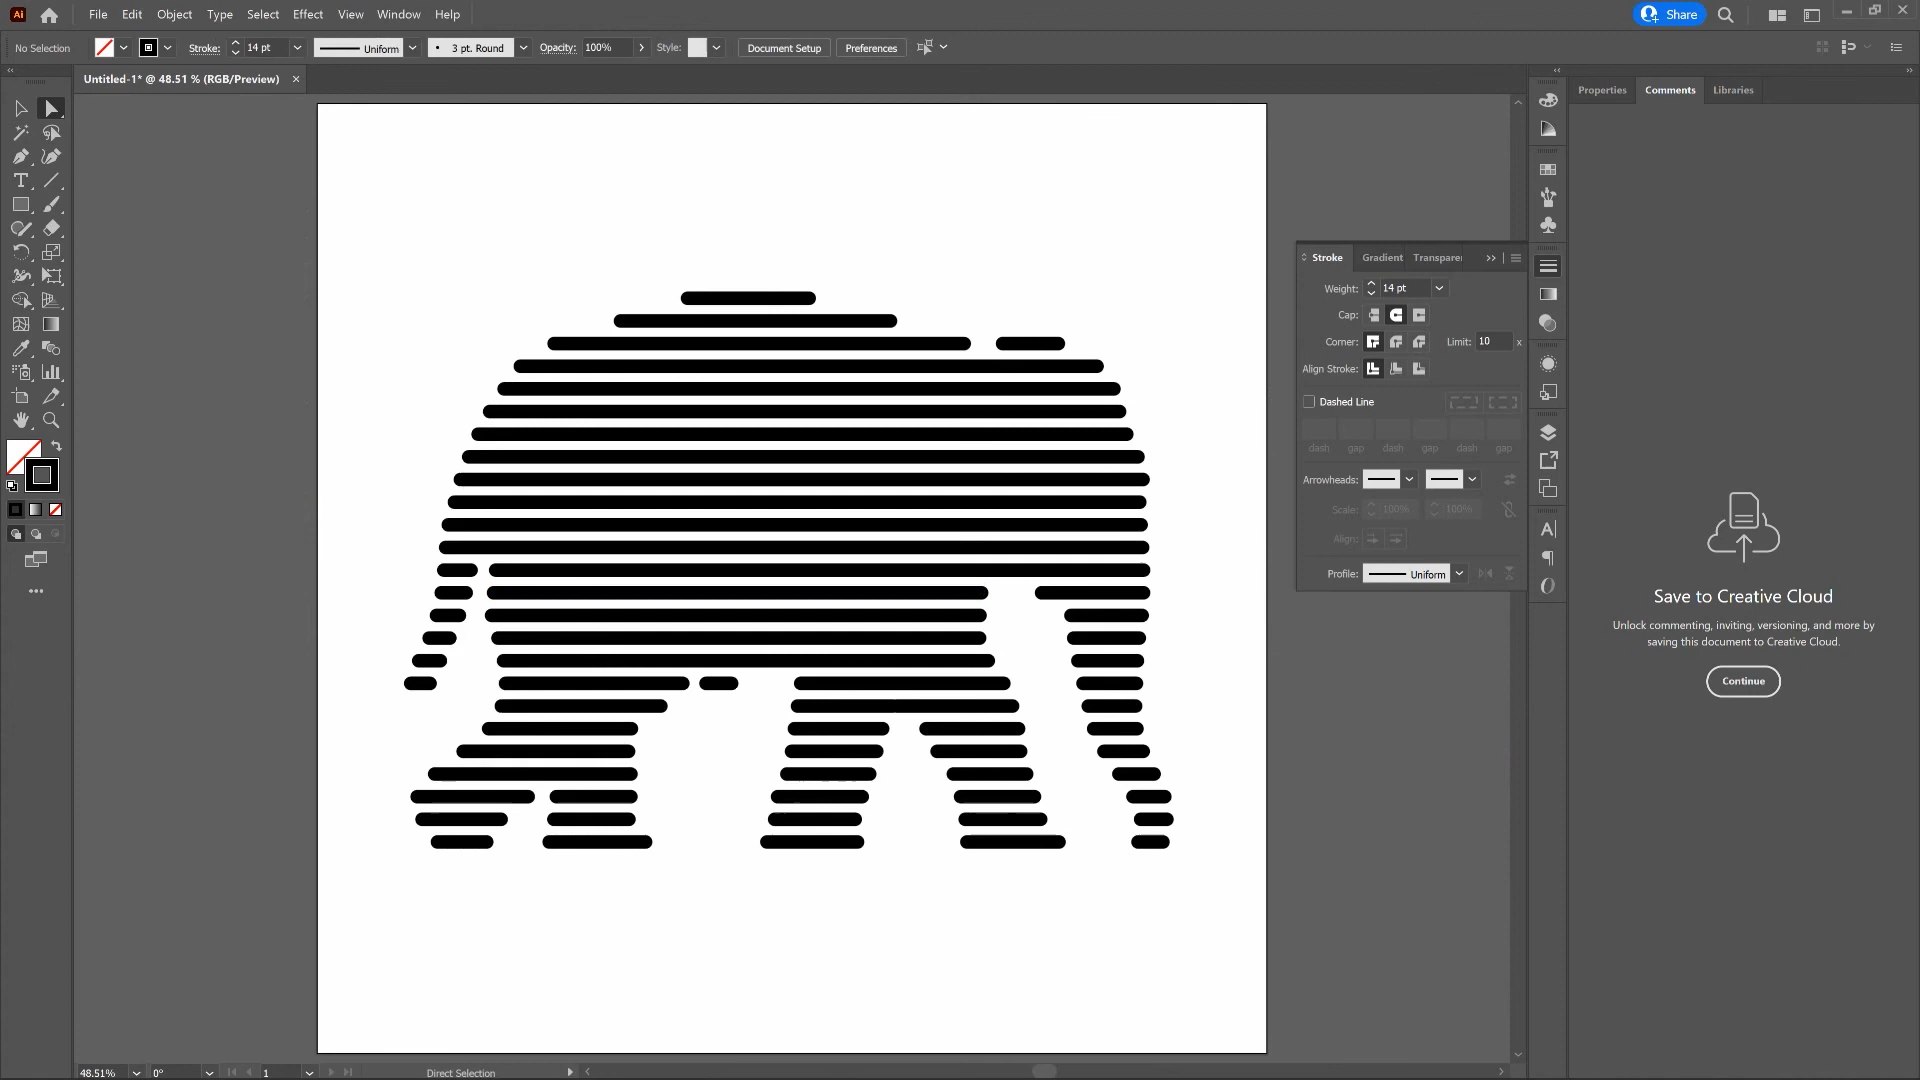 Ai File Edit Object Type Select Effect View Window Help Share
No Selection Stroke: 14 pt Uniform • 3 pt. Round Opacity: 100% Style: Document Setup Preferences
Untitled-1* @ 48.51 % (RGB/Preview) ×
Properties Comments Libraries
Stroke Gradient Transparer
Weight: 14 pt
Cap:
Corner: Limit: 10 x
Align Stroke:
Dashed Line
dash gap dash gap dash gap
Arrowheads:
Scale: 100% 100%
Align:
Profile: Uniform
Save to Creative Cloud
Unlock commenting, inviting, versioning, and more by
saving this document to Creative Cloud.
Continue
48.51% 0° 1 Direct Selection